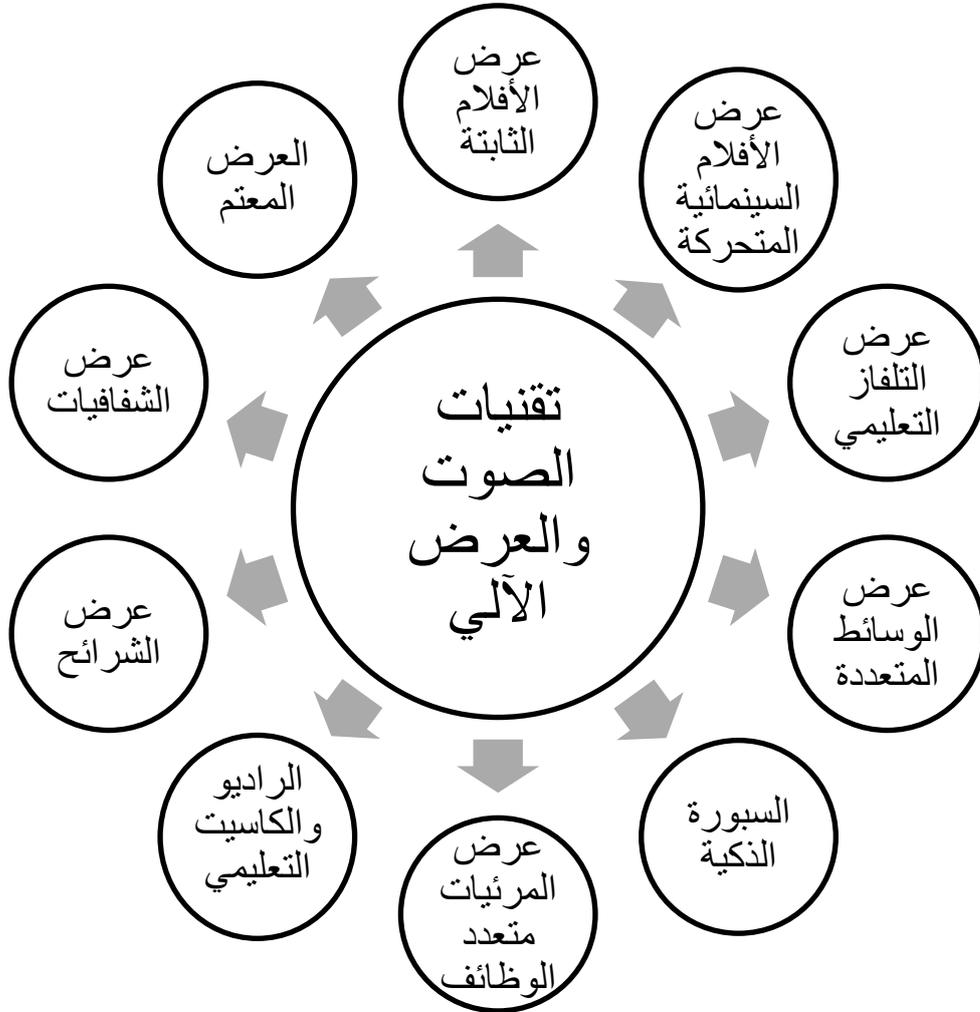 عرض
الأفلام
الثابتة
عرض
الأفلام
السينمائية
المتحركة
عرض
التلفاز
التعليمي
عرض
الوسائط
المتعددة
السبورة
الذكية
عرض
المرئيات
متعدد
الوظائف
الراديو
والكاسيت
التعليمي
عرض
الشرائح
عرض
الشفافيات
العرض
المعتم
تقنيات
الصوت
والعرض
الآلي